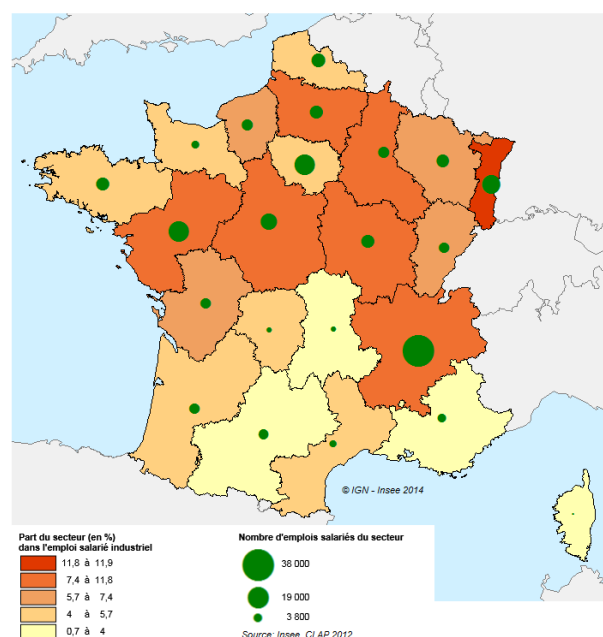 © IGN - Insee 2014
Part du secteur (en %)
dans l'emploi salarié industriel
11,8 à 11,9
7,4 à 11,8
5,7 à 7,4
4 à 5,7
0,7 à 4
Nombre d'emplois salariés du secteur
38 000
19 000
3 800
Source: Insee, CLAP 2012